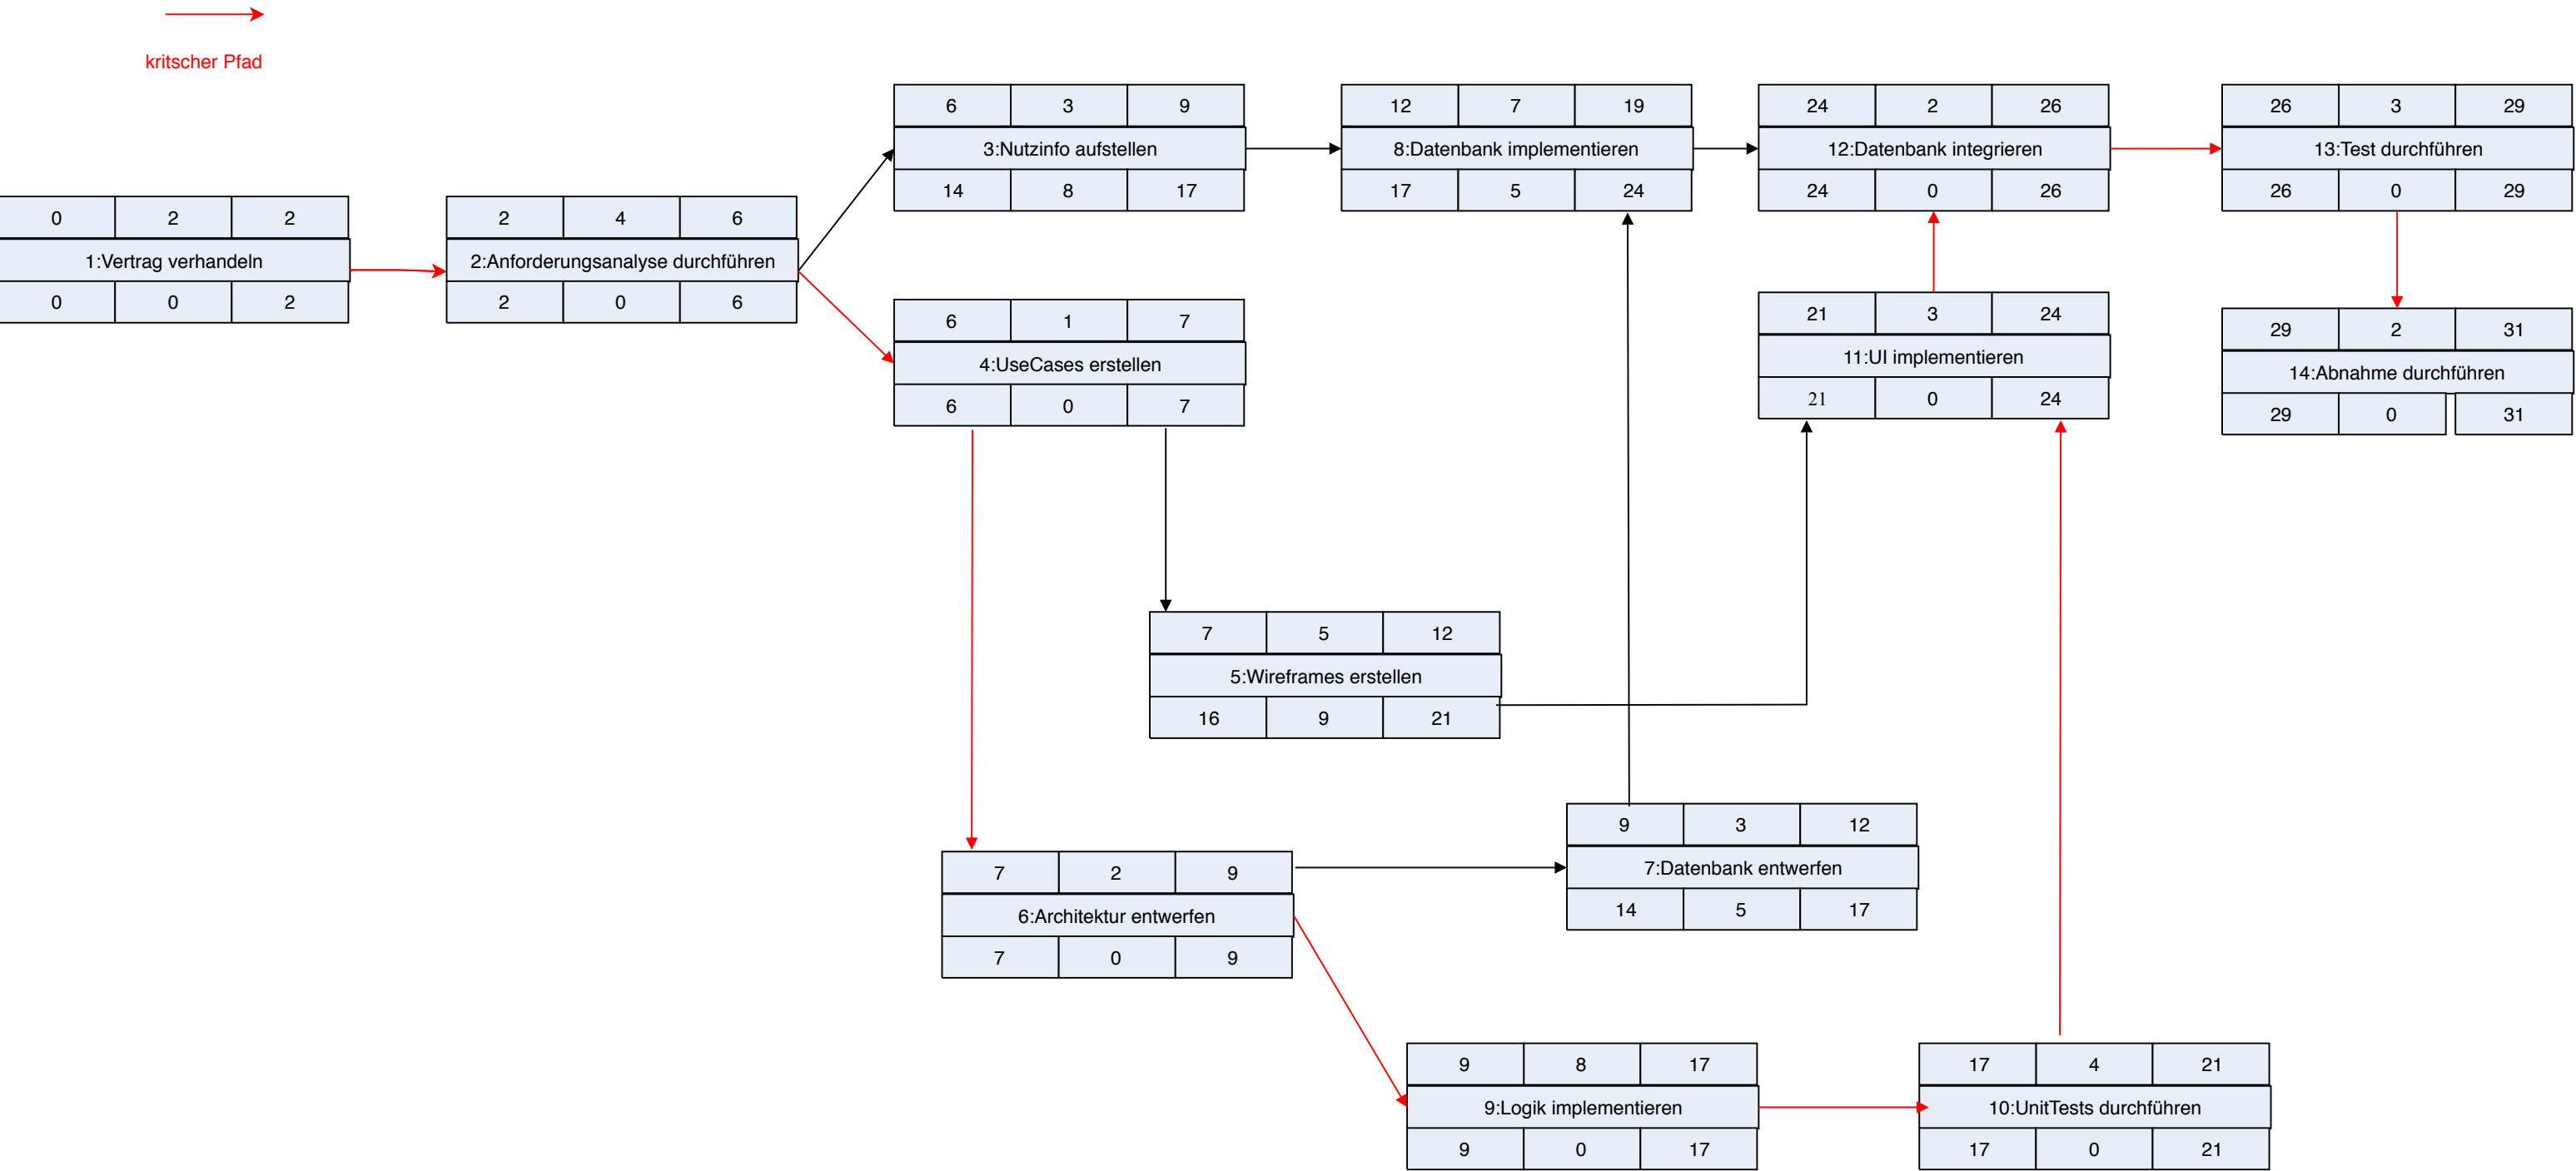 kritscher Pfad
0 2 2
1:Vertrag verhandeln
0 0 2
2 4 6
2:Anforderungsanalyse durchführen
2 0 6
6 3 9
3:Nutzinfo aufstellen
14 8 17
12 7 19
8:Datenbank implementieren
17 5 24
24 2 26
12:Datenbank integrieren
24 0 26
26 3 29
13:Test durchführen
26 0 29
6 1 7
4:UseCases erstellen
6 0 7
21 3 24
11:UI implementieren
21 0 24
29 2 31
14:Abnahme durchführen
29 0 31
7 5 12
5:Wireframes erstellen
16 9 21
9 3 12
7:Datenbank entwerfen
14 5 17
7 2 9
6:Architektur entwerfen
7 0 9
9 8 17
9:Logik implementieren
9 0 17
17 4 21
10:UnitTests durchführen
17 0 21